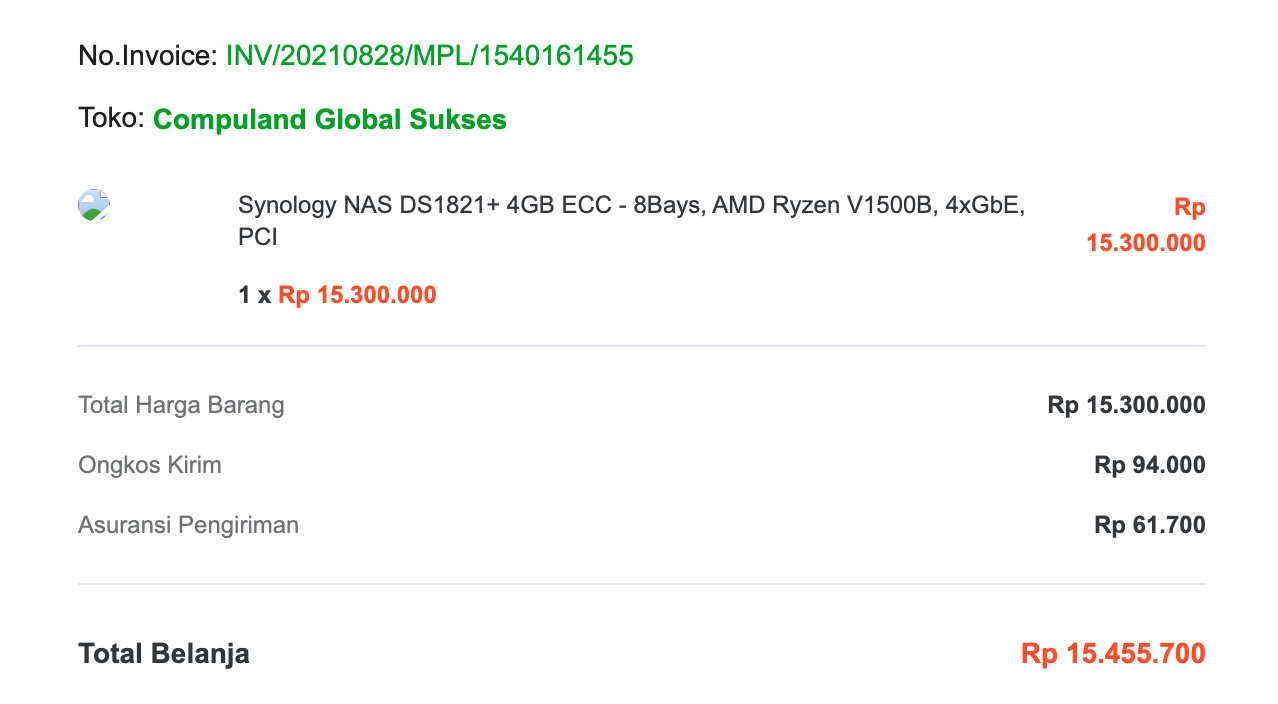 No.Invoice: INV/20210828/MPL/1540161455
Toko: Compuland Global Sukses
Synology NAS DS1821+ 4GB ECC - 8Bays, AMD Ryzen V1500B, 4xGbE,
PCI
Rp
15.300.000
1 x Rp 15.300.000
Total Harga Barang Rp 15.300.000
Ongkos Kirim Rp 94.000
Asuransi Pengiriman Rp 61.700
Total Belanja Rp 15.455.700